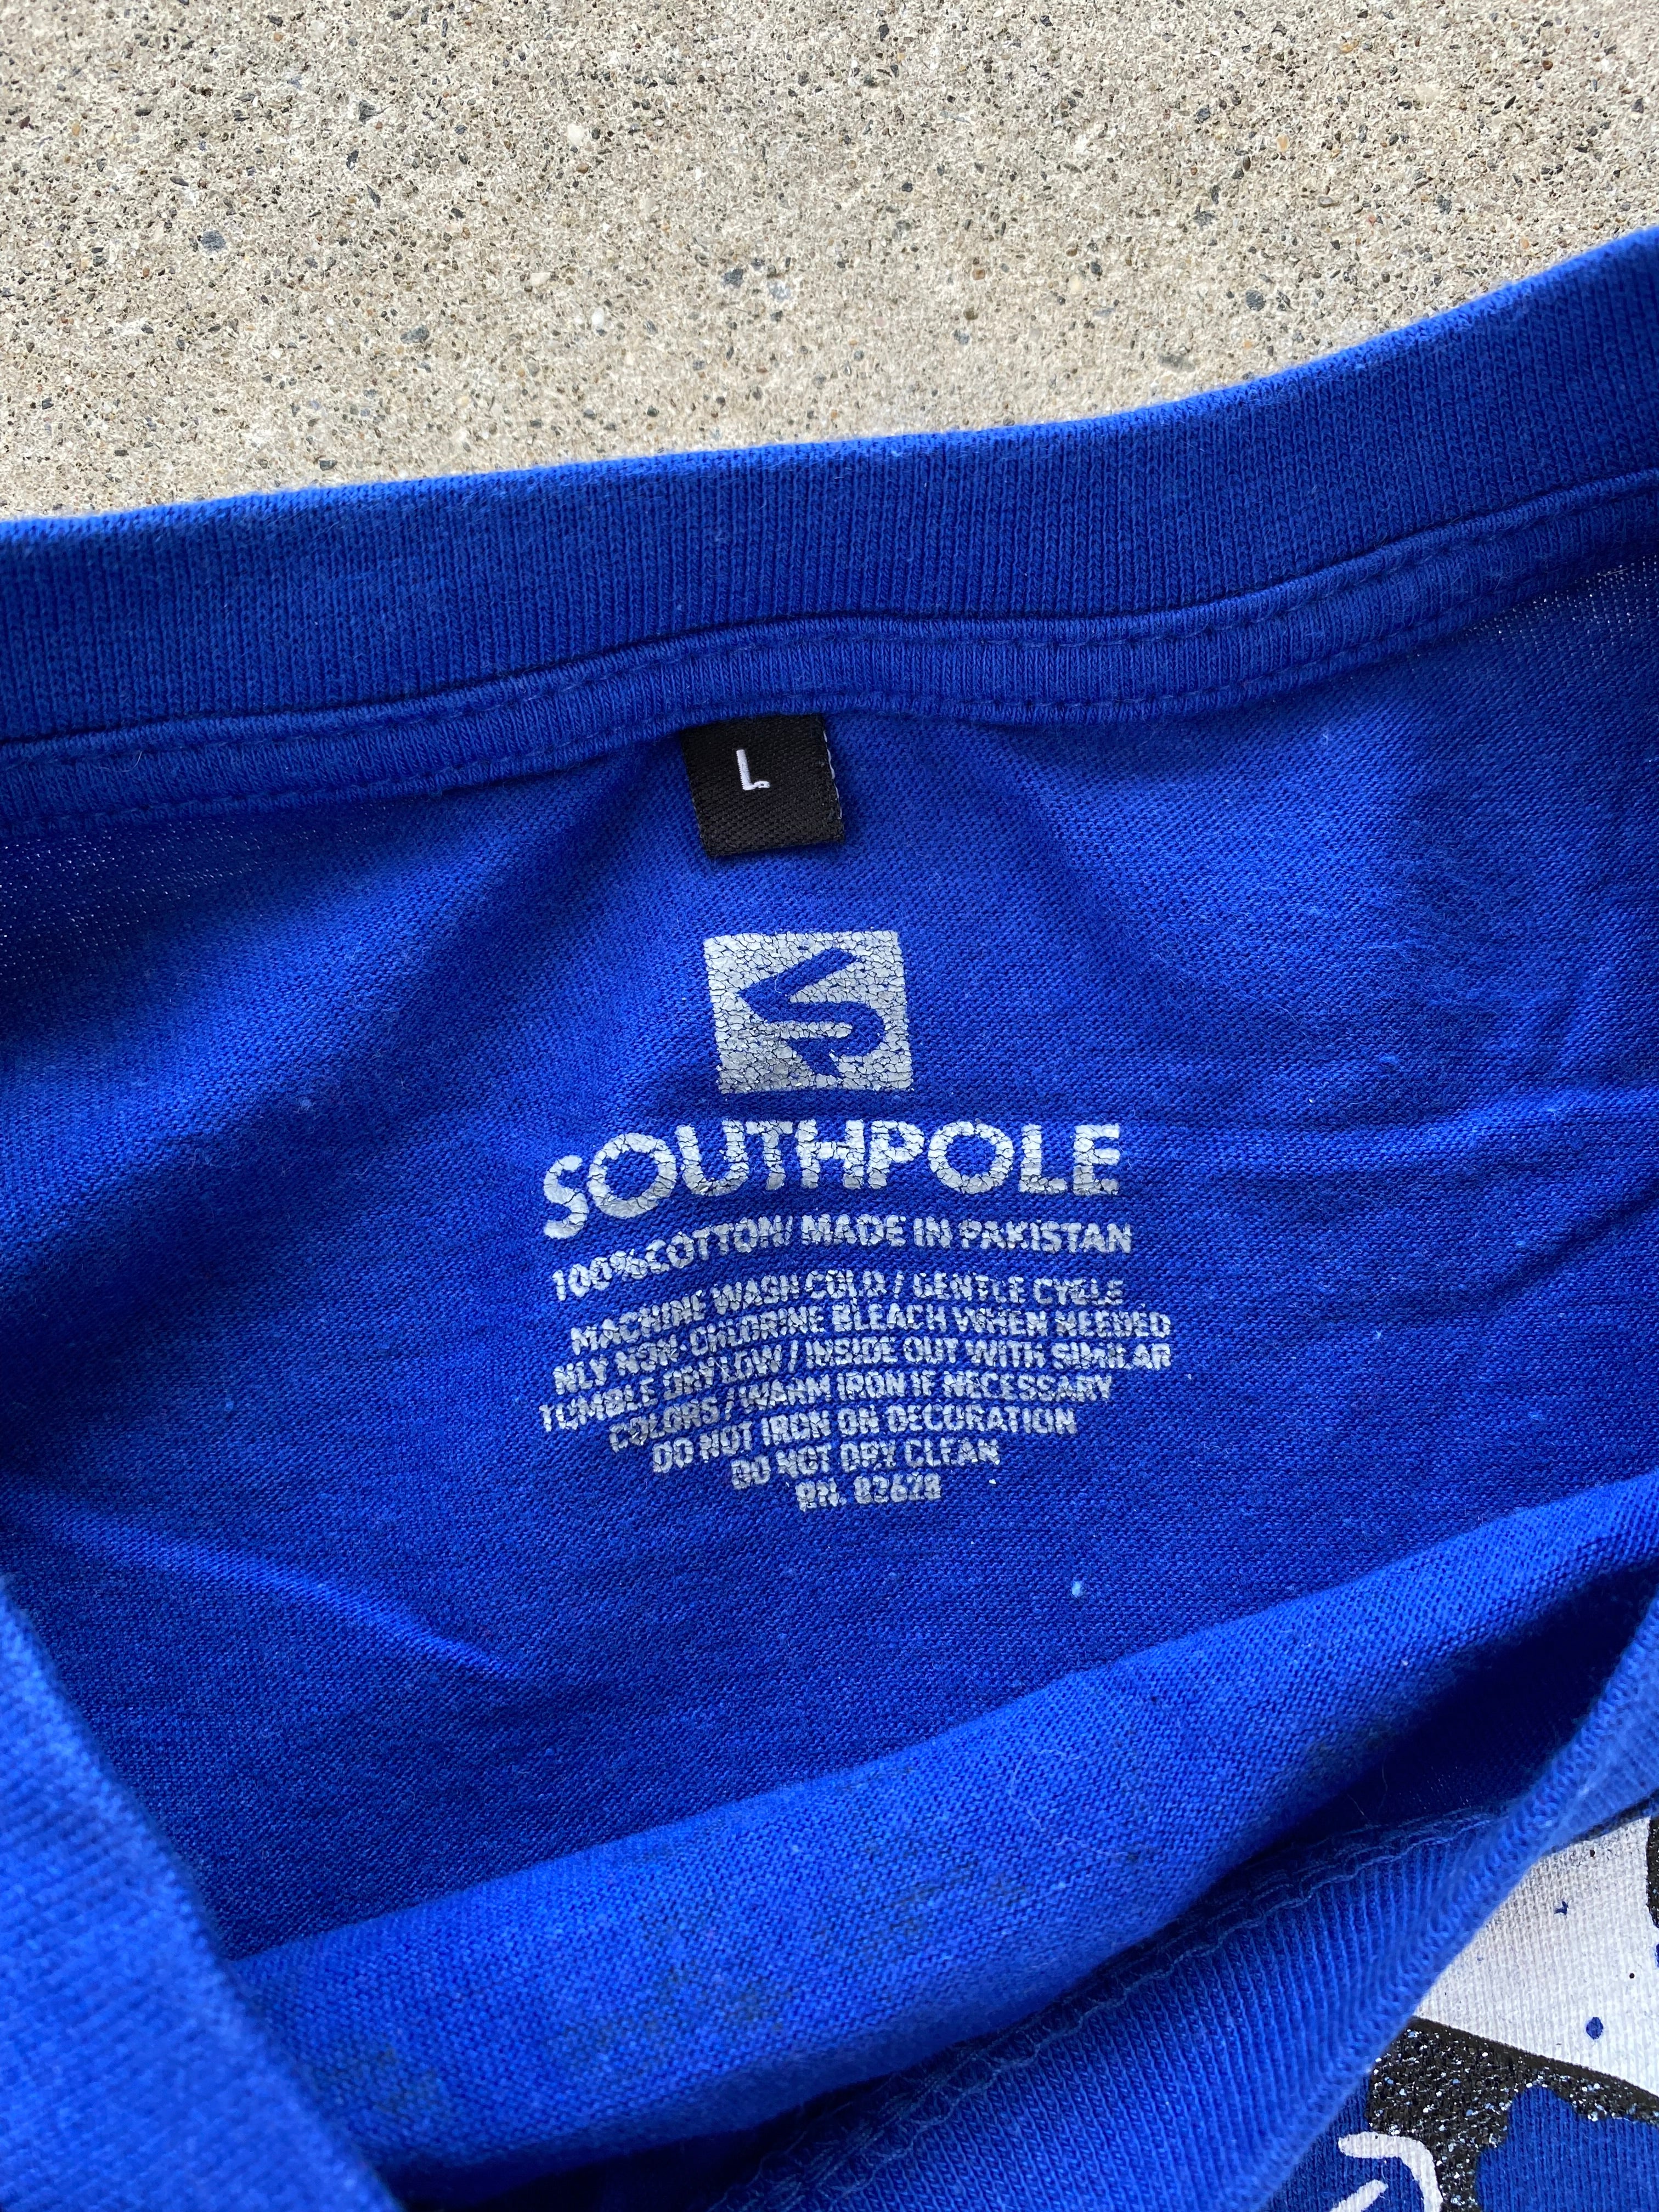 L
SOUTHPOLE
100% COTTON/ MADE IN PAKISTAN
MACHINE WASH COLD / GENTLE CYCLE
NLY NON-CHLORINE BLEACH WHEN NEEDED
TUMBLE DRY LOW / INSIDE OUT WITH SIMILAR
COLORS / WARM IRON IF NECESSARY
DO NOT IRON ON DECORATION
DO NOT DRY CLEAN
RN. 82628